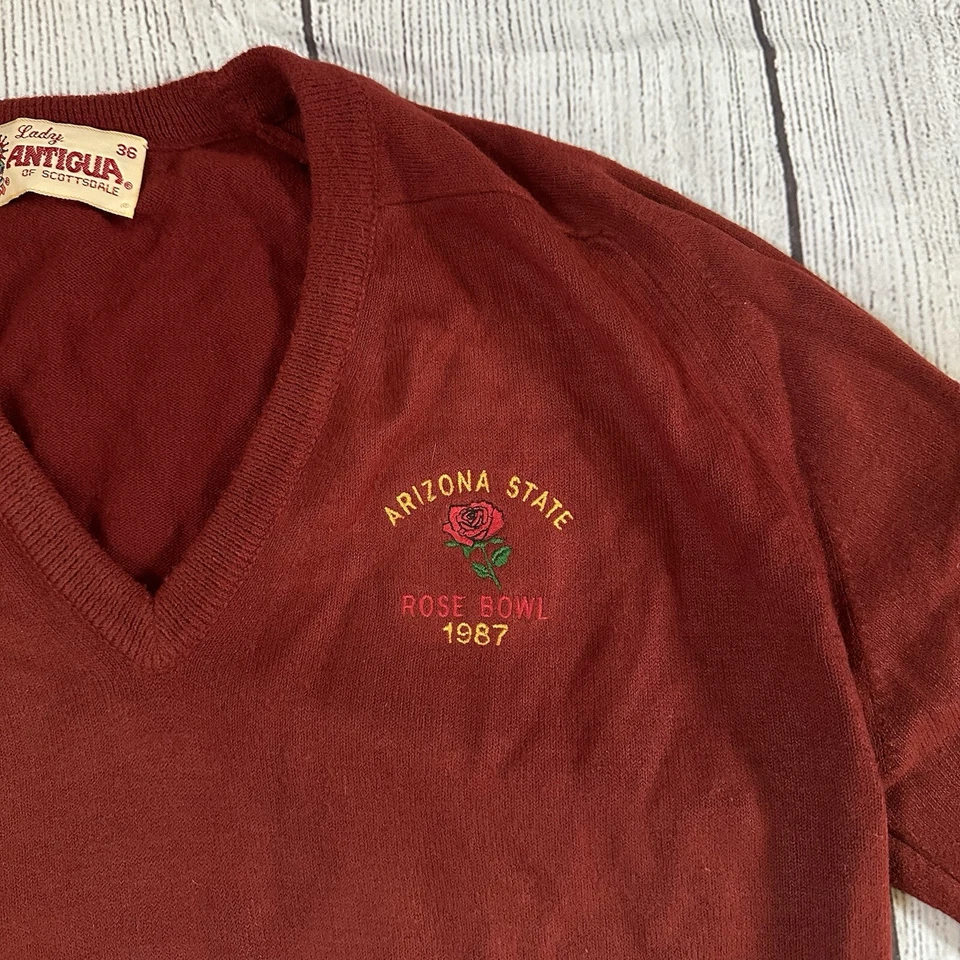 Lady
36
ANTIGUA®
OF SCOTTSDALE
ARIZONA STATE
ROSE BOWL
1987